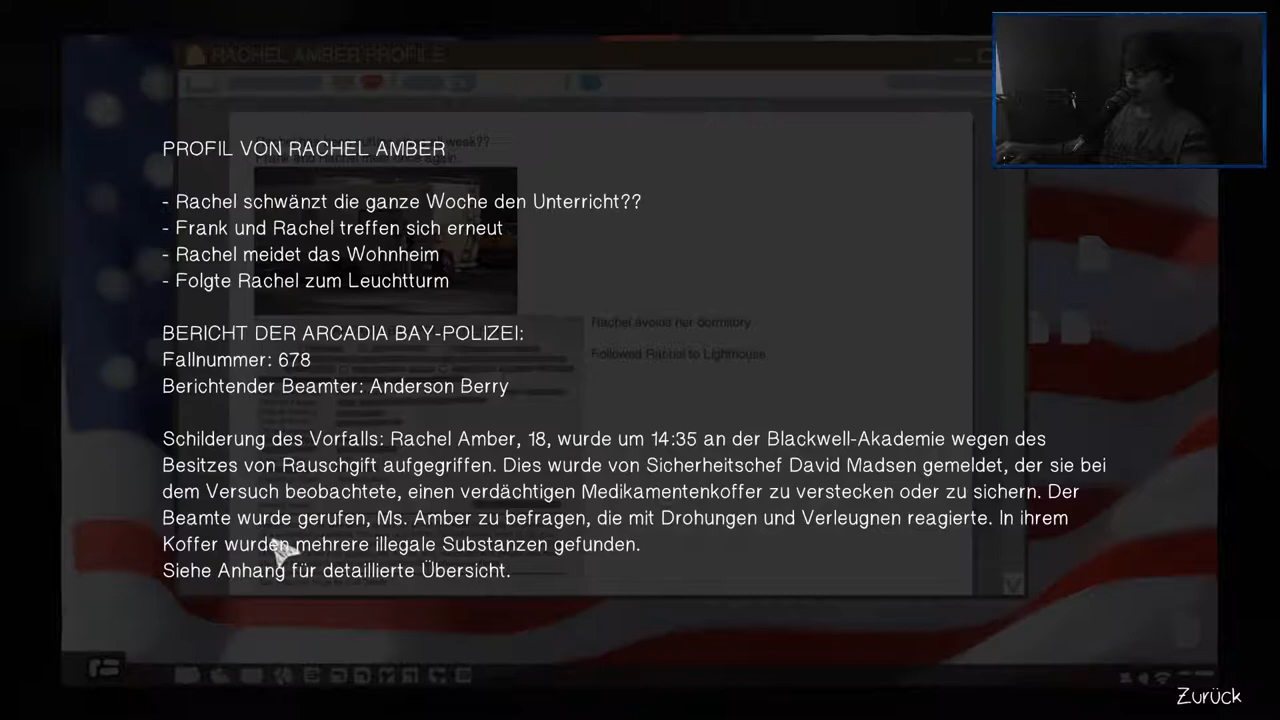 RACHEL AMBER PROFILE
PROFIL VON RACHEL AMBER
- Rachel schwänzt die ganze Woche den Unterricht??
- Frank und Rachel treffen sich erneut
- Rachel meidet das Wohnheim
- Folgte Rachel zum Leuchtturm
Rachel avoids her dormitory
Followed Rachel to Lighthouse
BERICHT DER ARCADIA BAY-POLIZEI:
Fallnummer: 678
Berichtender Beamter: Anderson Berry
Schilderung des Vorfalls: Rachel Amber, 18, wurde um 14:35 an der Blackwell-Akademie wegen des
Besitzes von Rauschgift aufgegriffen. Dies wurde von Sicherheitschef David Madsen gemeldet, der sie bei
dem Versuch beobachtete, einen verdächtigen Medikamentenkoffer zu verstecken oder zu sichern. Der
Beamte wurde gerufen, Ms. Amber zu befragen, die mit Drohungen und Verleugnen reagierte. In ihrem
Koffer wurden mehrere illegale Substanzen gefunden.
Siehe Anhang für detaillierte Übersicht.
Zurück